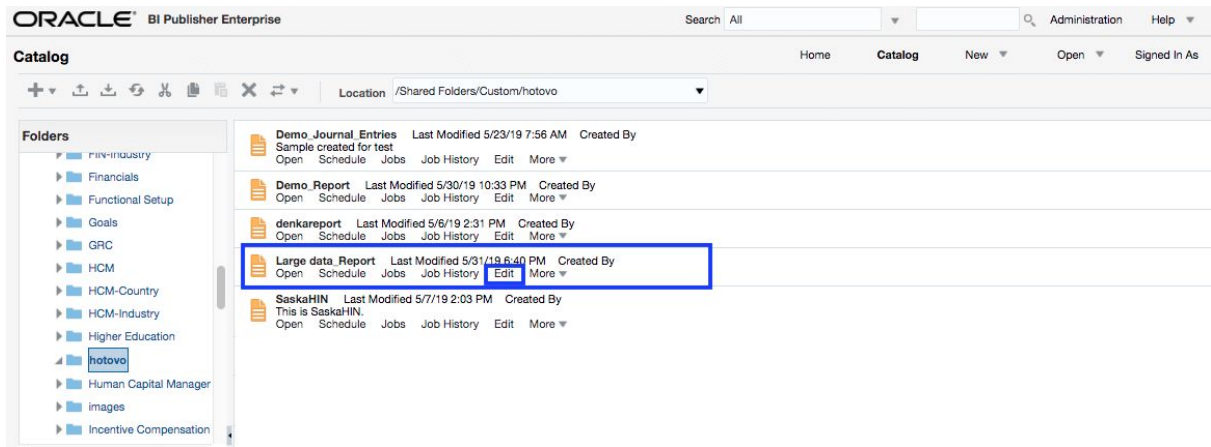 ORACLE® BI Publisher Enterprise
Search All
Administration Help
Catalog
Home Catalog New Open Signed In As
Location /Shared Folders/Custom/hotovo
Folders
FIN-Industry
Financials
Functional Setup
Goals
GRC
HCM
HCM-Country
HCM-Industry
Higher Education
hotovo
Human Capital Manager
images
Incentive Compensation
Demo_Journal_Entries Last Modified 5/23/19 7:56 AM Created By
Sample created for test
Open Schedule Jobs Job History Edit More
Demo_Report Last Modified 5/30/19 10:33 PM Created By
Open Schedule Jobs Job History Edit More
denkareport Last Modified 5/6/19 2:31 PM Created By
Open Schedule Jobs Job History Edit More
Large data_Report Last Modified 5/31/19 6:40 PM Created By
Open Schedule Jobs Job History Edit More
SaskaHIN Last Modified 5/7/19 2:03 PM Created By
This is SaskaHIN.
Open Schedule Jobs Job History Edit More